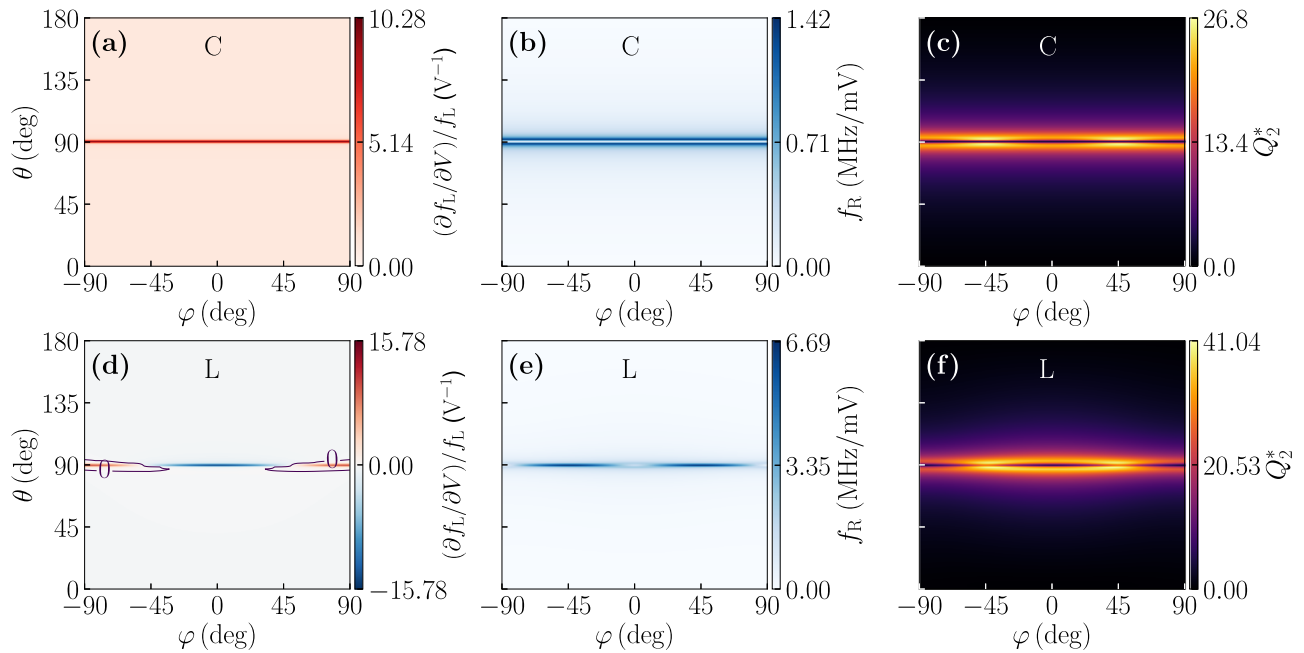 (a)
C
180
135
90
45
0
θ (deg)
−90
−45
0
45
90
φ (deg)
10.28
5.14
0.00
(∂f_L/∂V)/f_L (V⁻¹)
(b)
C
−90
−45
0
45
90
φ (deg)
1.42
0.71
0.00
f_R (MHz/mV)
(c)
C
−90
−45
0
45
90
φ (deg)
26.8
13.4
0.0
Q₂*
(d)
L
180
135
90
45
0
θ (deg)
0
0
−90
−45
0
45
90
φ (deg)
15.78
0.00
−15.78
(∂f_L/∂V)/f_L (V⁻¹)
(e)
L
−90
−45
0
45
90
φ (deg)
6.69
3.35
0.00
f_R (MHz/mV)
(f)
L
−90
−45
0
45
90
φ (deg)
41.04
20.53
0.00
Q₂*